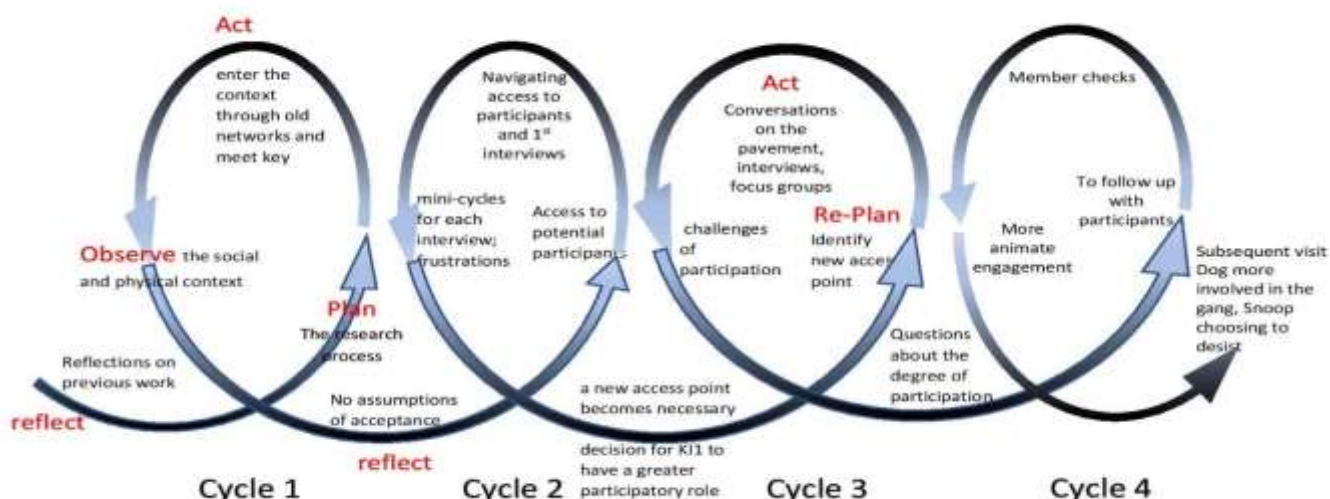 Act
enter the
context
through old
networks and
meet key
Observe the social
and physical context
Plan
The research
process
Reflections on
previous work
reflect
No assumptions
of acceptance
reflect
Cycle 1
Navigating
access to
participants
and 1st
interviews
mini-cycles
for each
interview;
frustrations
Access to
potential
participants
a new access point
becomes necessary
decision for KI1 to
have a greater
participatory role
Cycle 2
Act
Conversations
on the
pavement,
interviews,
focus groups
challenges
of
participation
Re-Plan
Identify
new access
point
Questions
about the
degree of
participation
Cycle 3
Member checks
To follow up
with
participants
More
animate
engagement
Subsequent visit
Dog more
involved in the
gang, Snoop
choosing to
desist
Cycle 4